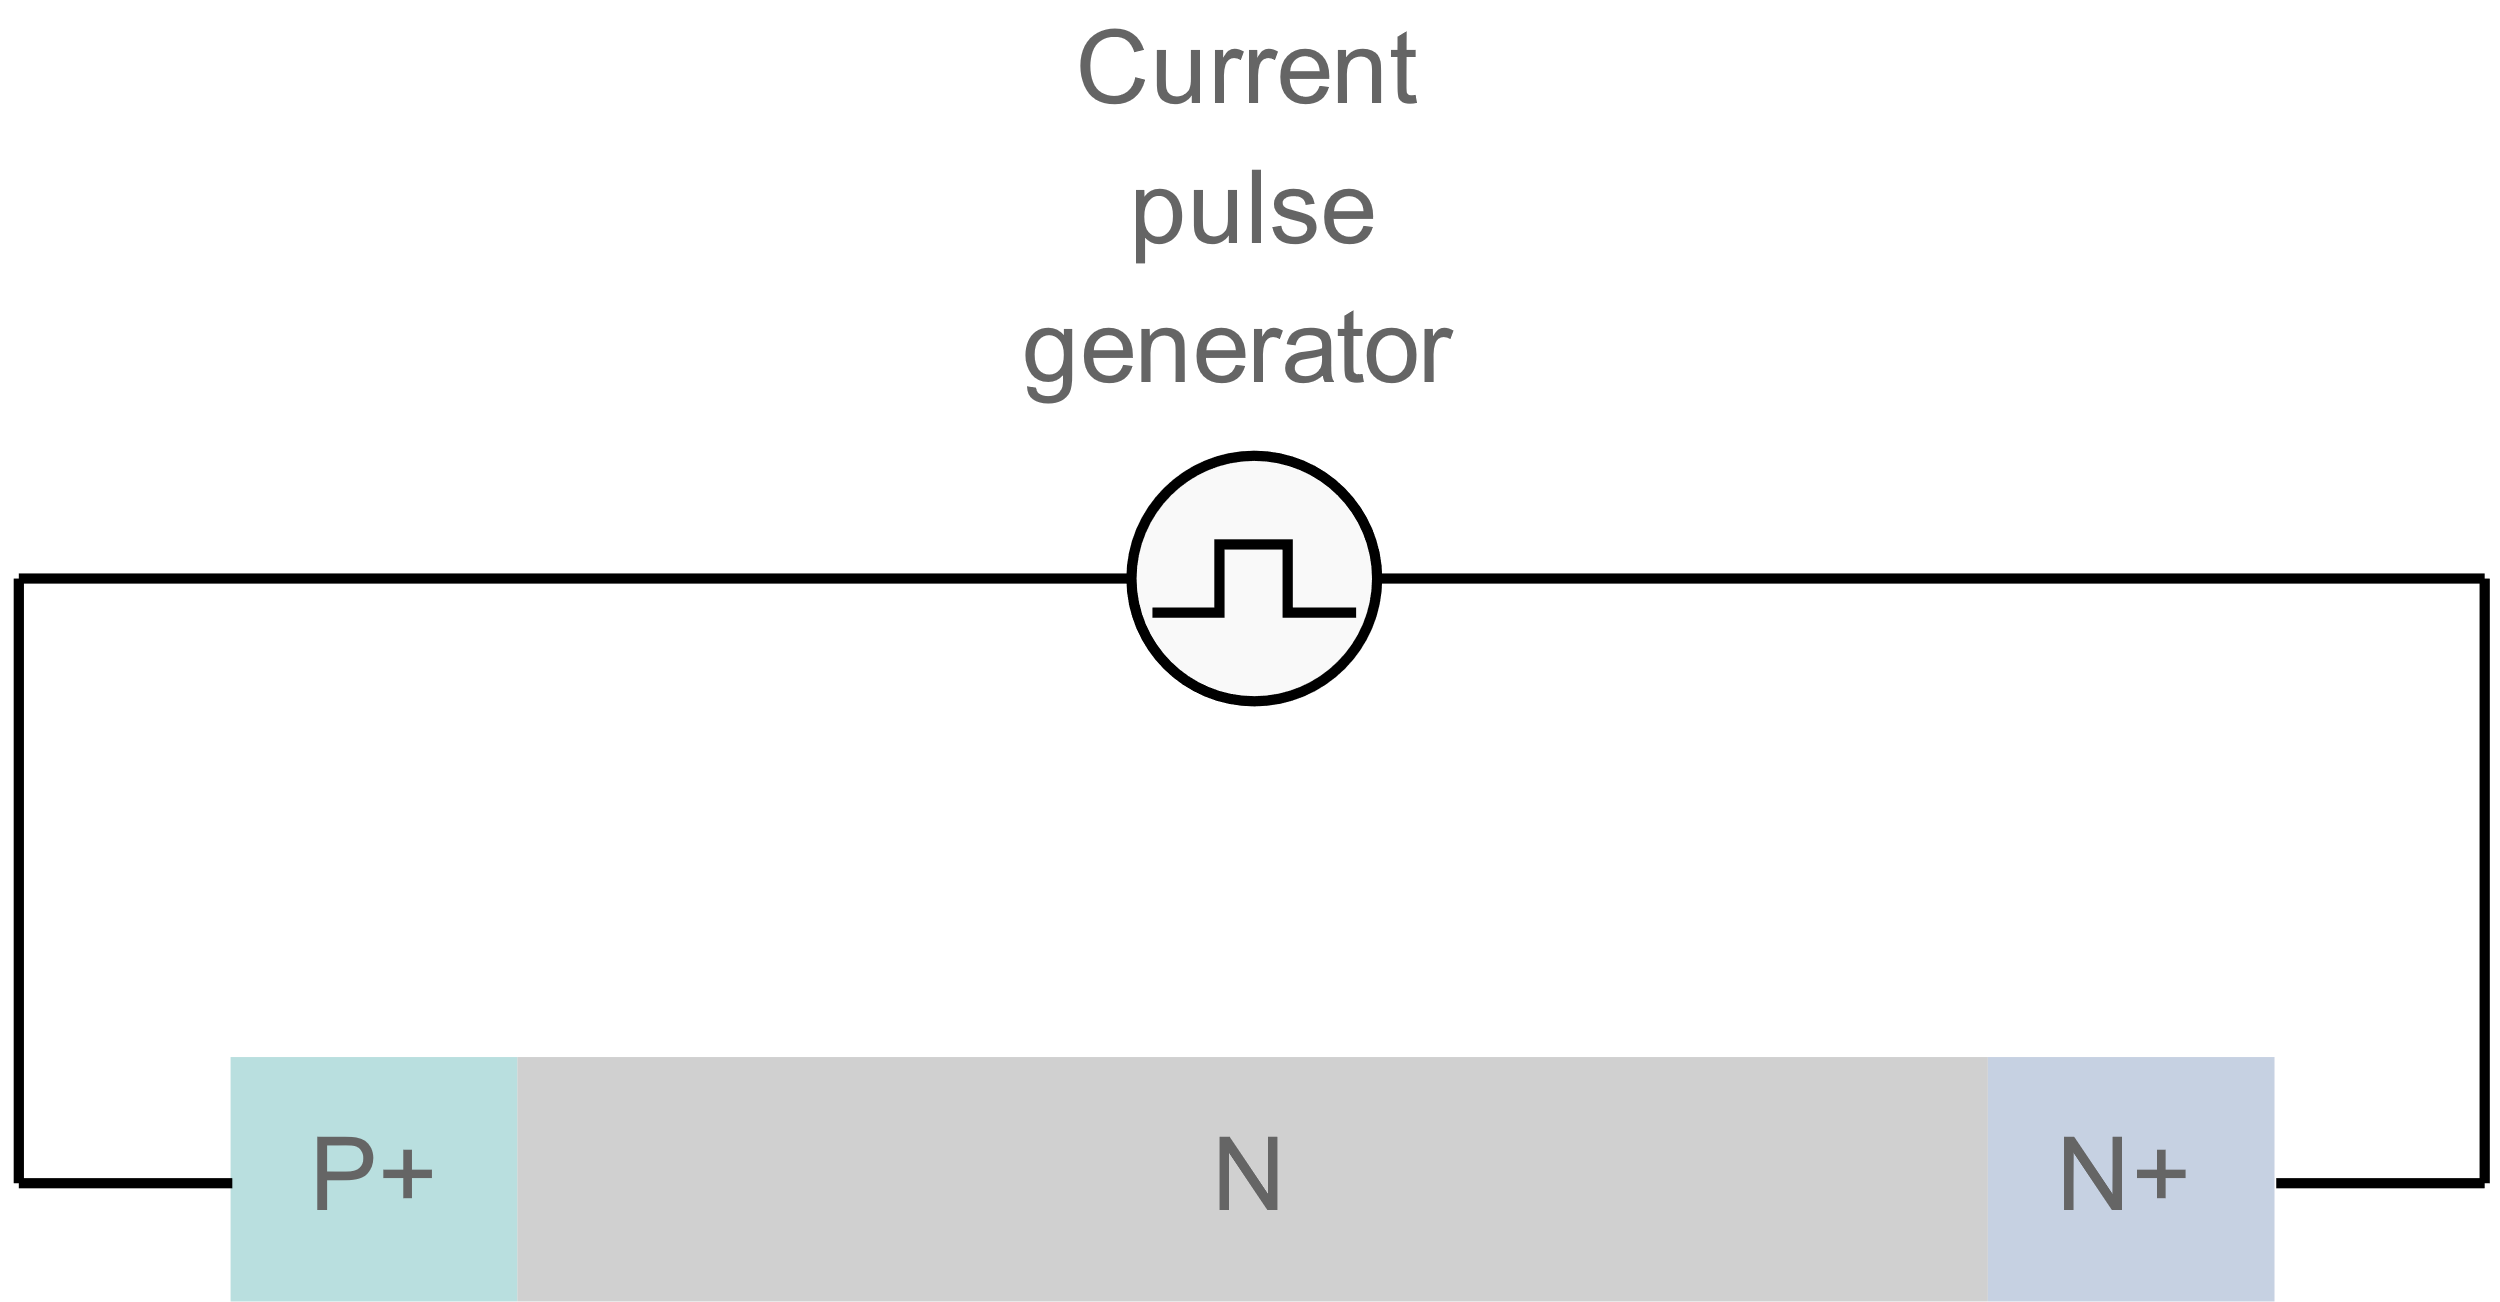 Current
pulse
generator
P+
N
N+